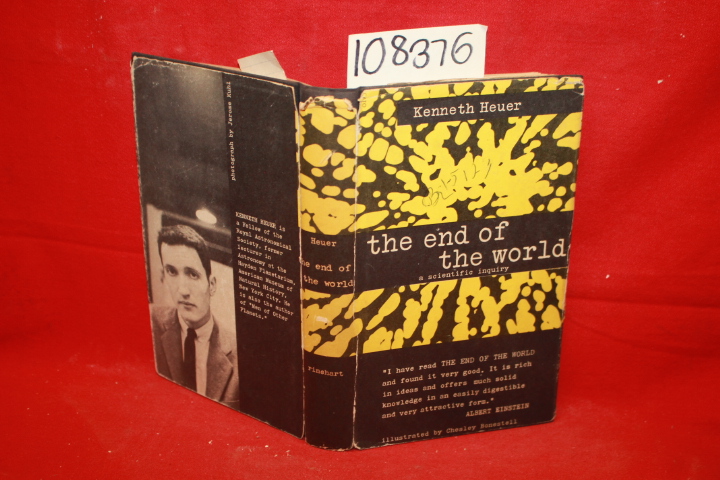 108376
Kenneth Heuer
the end of
the world
a scientific inquiry
"I have read THE END OF THE WORLD
and found it very good. It is rich
in ideas and offers much solid
knowledge in an easily digestible
and very attractive form."
ALBERT EINSTEIN
illustrated by Chesley Bonestell
Heuer
the end of
the world
Rinehart
photograph by Jerome Kuhl
KENNETH HEUER is
a Fellow of the
Royal Astronomical
Society, former
lecturer in
Astronomy at the
Hayden Planetarium,
American Museum of
Natural History,
New York City. He
is also the author
of "Men of Other
Planets."